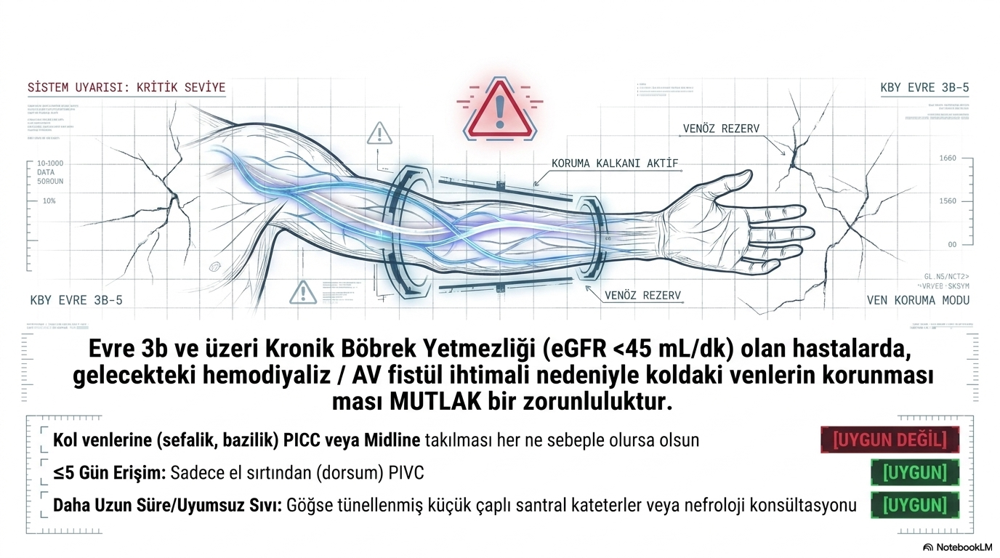 SİSTEM UYARISI: KRİTİK SEVİYE
KBY EVRE 3B-5
VENÖZ REZERV
KORUMA KALKANI AKTİF
10-1000
DATA
50ROUN
10%
1660
1560
00
GL.N5/NCT2>
KBY EVRE 3B-5
VENÖZ REZERV
VEN KORUMA MODU
Evre 3b ve üzeri Kronik Böbrek Yetmezliği (eGFR <45 mL/dk) olan hastalarda,
gelecekteki hemodiyaliz / AV fistül ihtimali nedeniyle koldaki venlerin korunması
ması MUTLAK bir zorunluluktur.
Kol venlerine (sefalik, bazilik) PICC veya Midline takılması her ne sebeple olursa olsun [UYGUN DEĞİL]
≤5 Gün Erişim: Sadece el sırtından (dorsum) PIVC [UYGUN]
Daha Uzun Süre/Uyumsuz Sıvı: Göğse tünellenmiş küçük çaplı santral kateterler veya nefroloji konsültasyonu [UYGUN]
NotebookLM